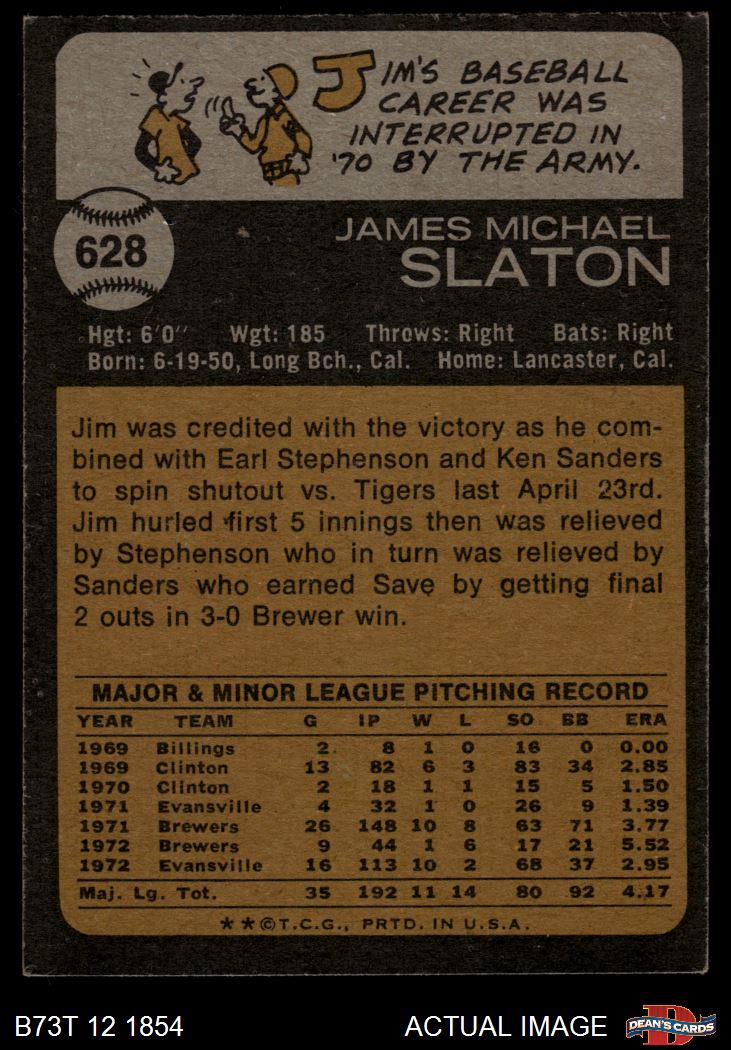 JIM'S BASEBALL
CAREER WAS
INTERRUPTED IN
'70 BY THE ARMY.
628
JAMES MICHAEL
SLATON
Hgt: 6'0" Wgt: 185 Throws: Right Bats: Right
Born: 6-19-50, Long Bch., Cal. Home: Lancaster, Cal.
Jim was credited with the victory as he com-
bined with Earl Stephenson and Ken Sanders
to spin shutout vs. Tigers last April 23rd.
Jim hurled first 5 innings then was relieved
by Stephenson who in turn was relieved by
Sanders who earned Save by getting final
2 outs in 3-0 Brewer win.
MAJOR & MINOR LEAGUE PITCHING RECORD
YEAR TEAM G IP W L SO BB ERA
1969 Billings 2 8 1 0 16 0 0.00
1969 Clinton 13 82 6 3 83 34 2.85
1970 Clinton 2 18 1 1 15 5 1.50
1971 Evansville 4 32 1 0 26 9 1.39
1971 Brewers 26 148 10 8 63 71 3.77
1972 Brewers 9 44 1 6 17 21 5.52
1972 Evansville 16 113 10 2 68 37 2.95
Maj. Lg. Tot. 35 192 11 14 80 92 4.17
**©T.C.G., PRTD. IN U.S.A.
B73T 12 1854 ACTUAL IMAGE
D
DEAN'S CARDS